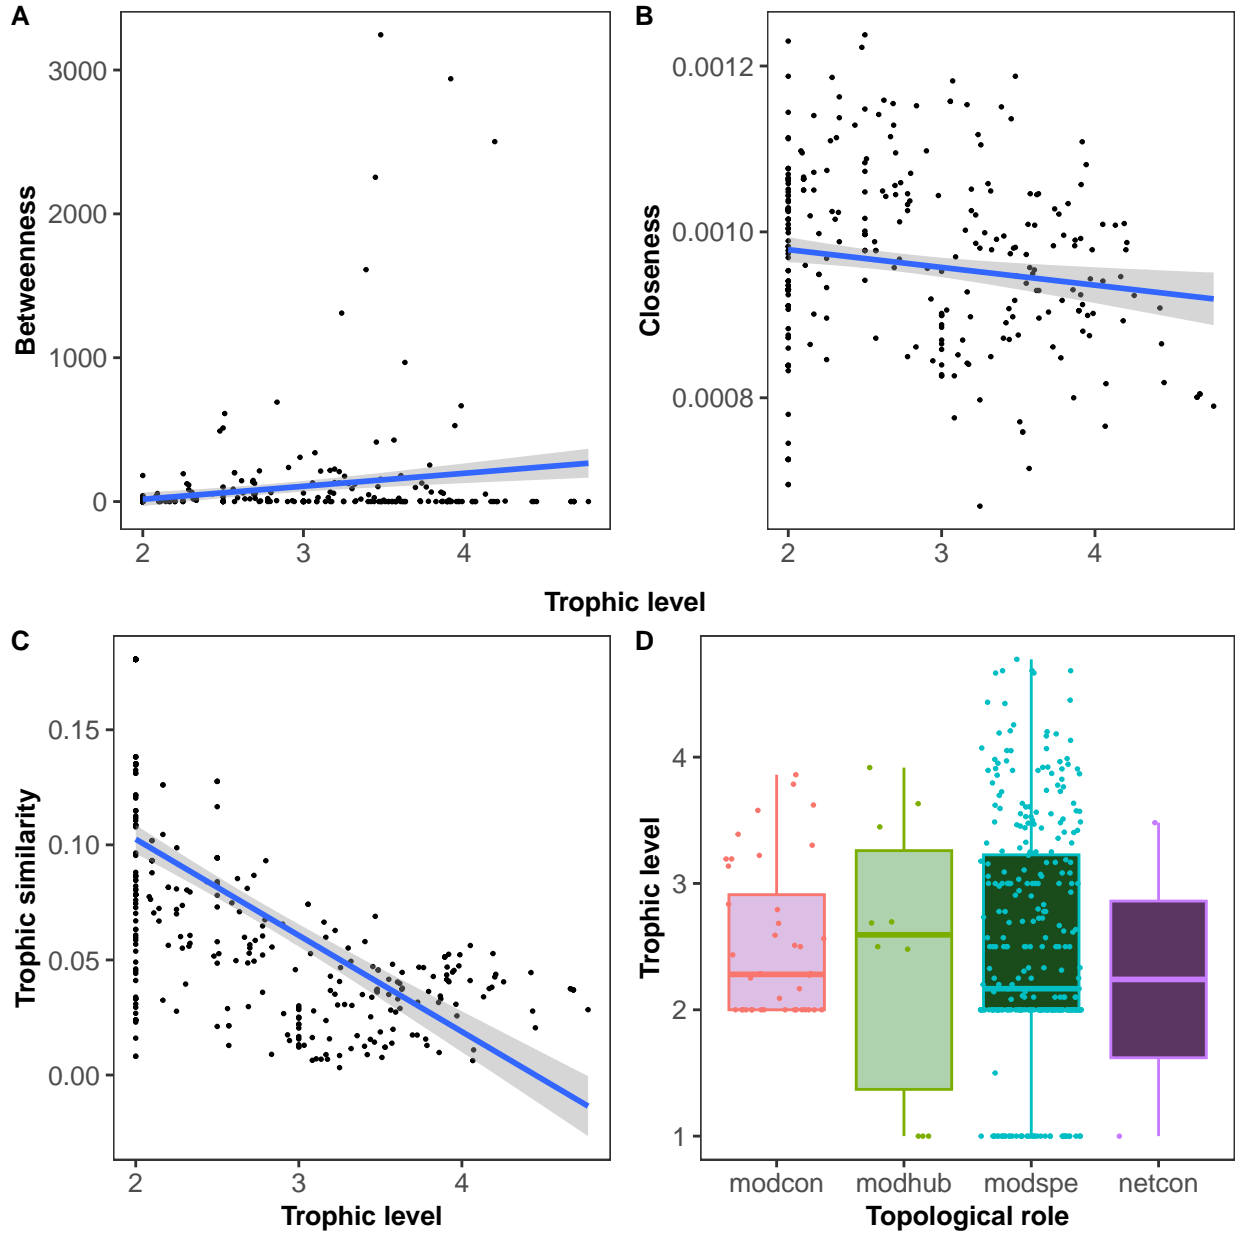 A
Betweenness
3000
2000
1000
0
2 3 4
B
Closeness
0.0012
0.0010
0.0008
2 3 4
Trophic level
C
Trophic similarity
0.15
0.10
0.05
0.00
2 3 4
Trophic level
D
Trophic level
4
3
2
1
modcon modhub modspe netcon
Topological role